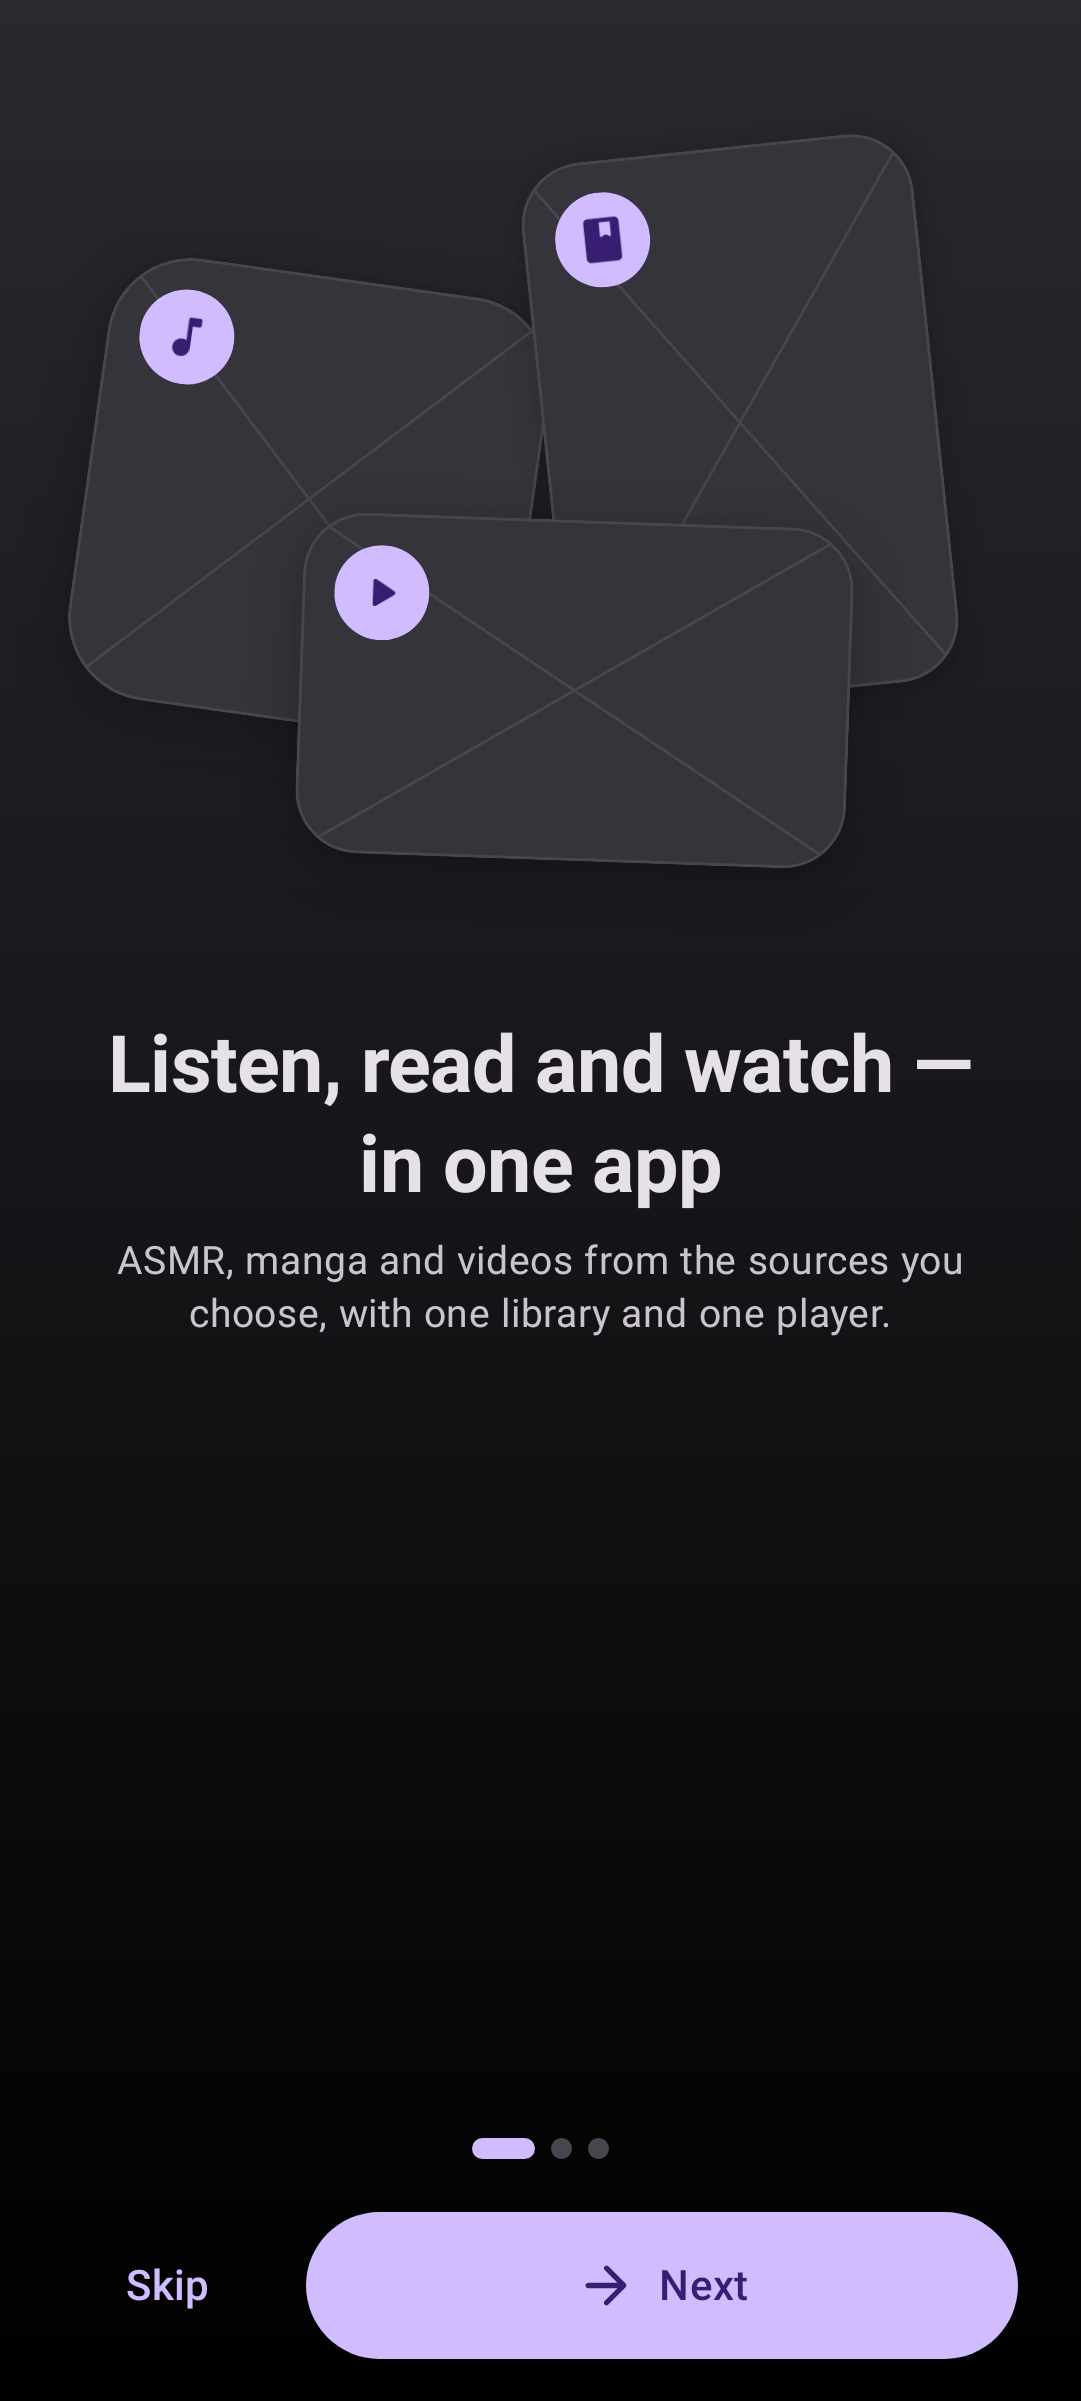 Listen, read and watch —
in one app
ASMR, manga and videos from the sources you
choose, with one library and one player.
Skip
Next